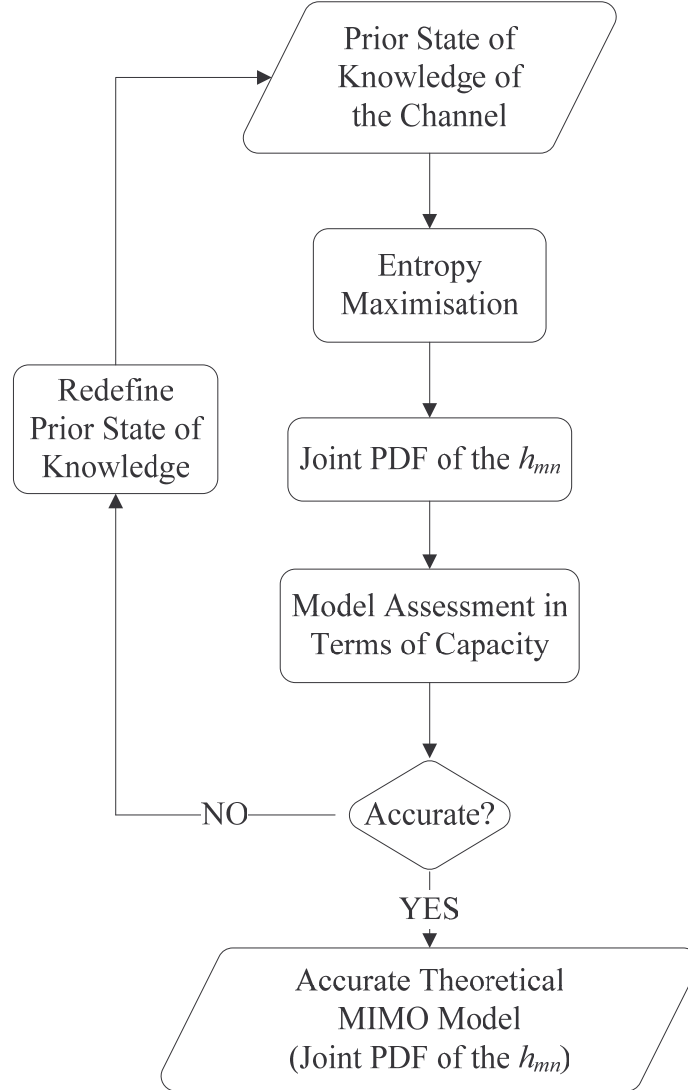 Prior State of
Knowledge of
the Channel
Entropy
Maximisation
Redefine
Prior State of
Knowledge
Joint PDF of the hmn
Model Assessment in
Terms of Capacity
Accurate?
NO
YES
Accurate Theoretical
MIMO Model
(Joint PDF of the hmn)